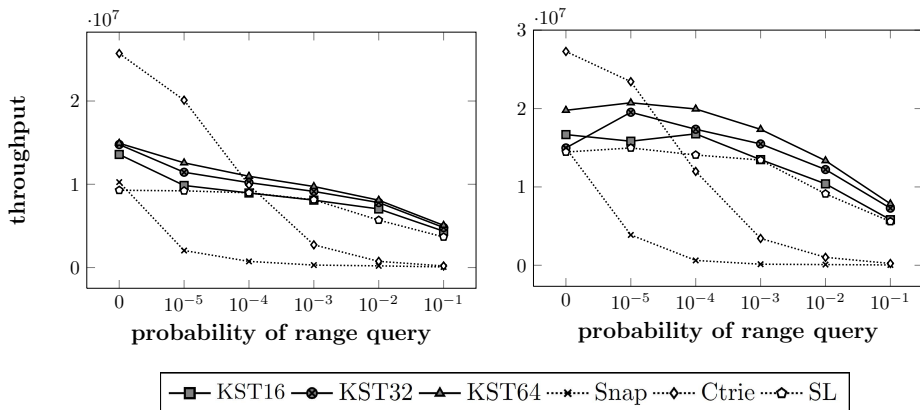 ·10^7
·10^7
3
2
2
1
1
0
0
throughput
0 10^−5 10^−4 10^−3 10^−2 10^−1
0 10^−5 10^−4 10^−3 10^−2 10^−1
probability of range query
probability of range query
KST16 KST32 KST64 Snap Ctrie SL